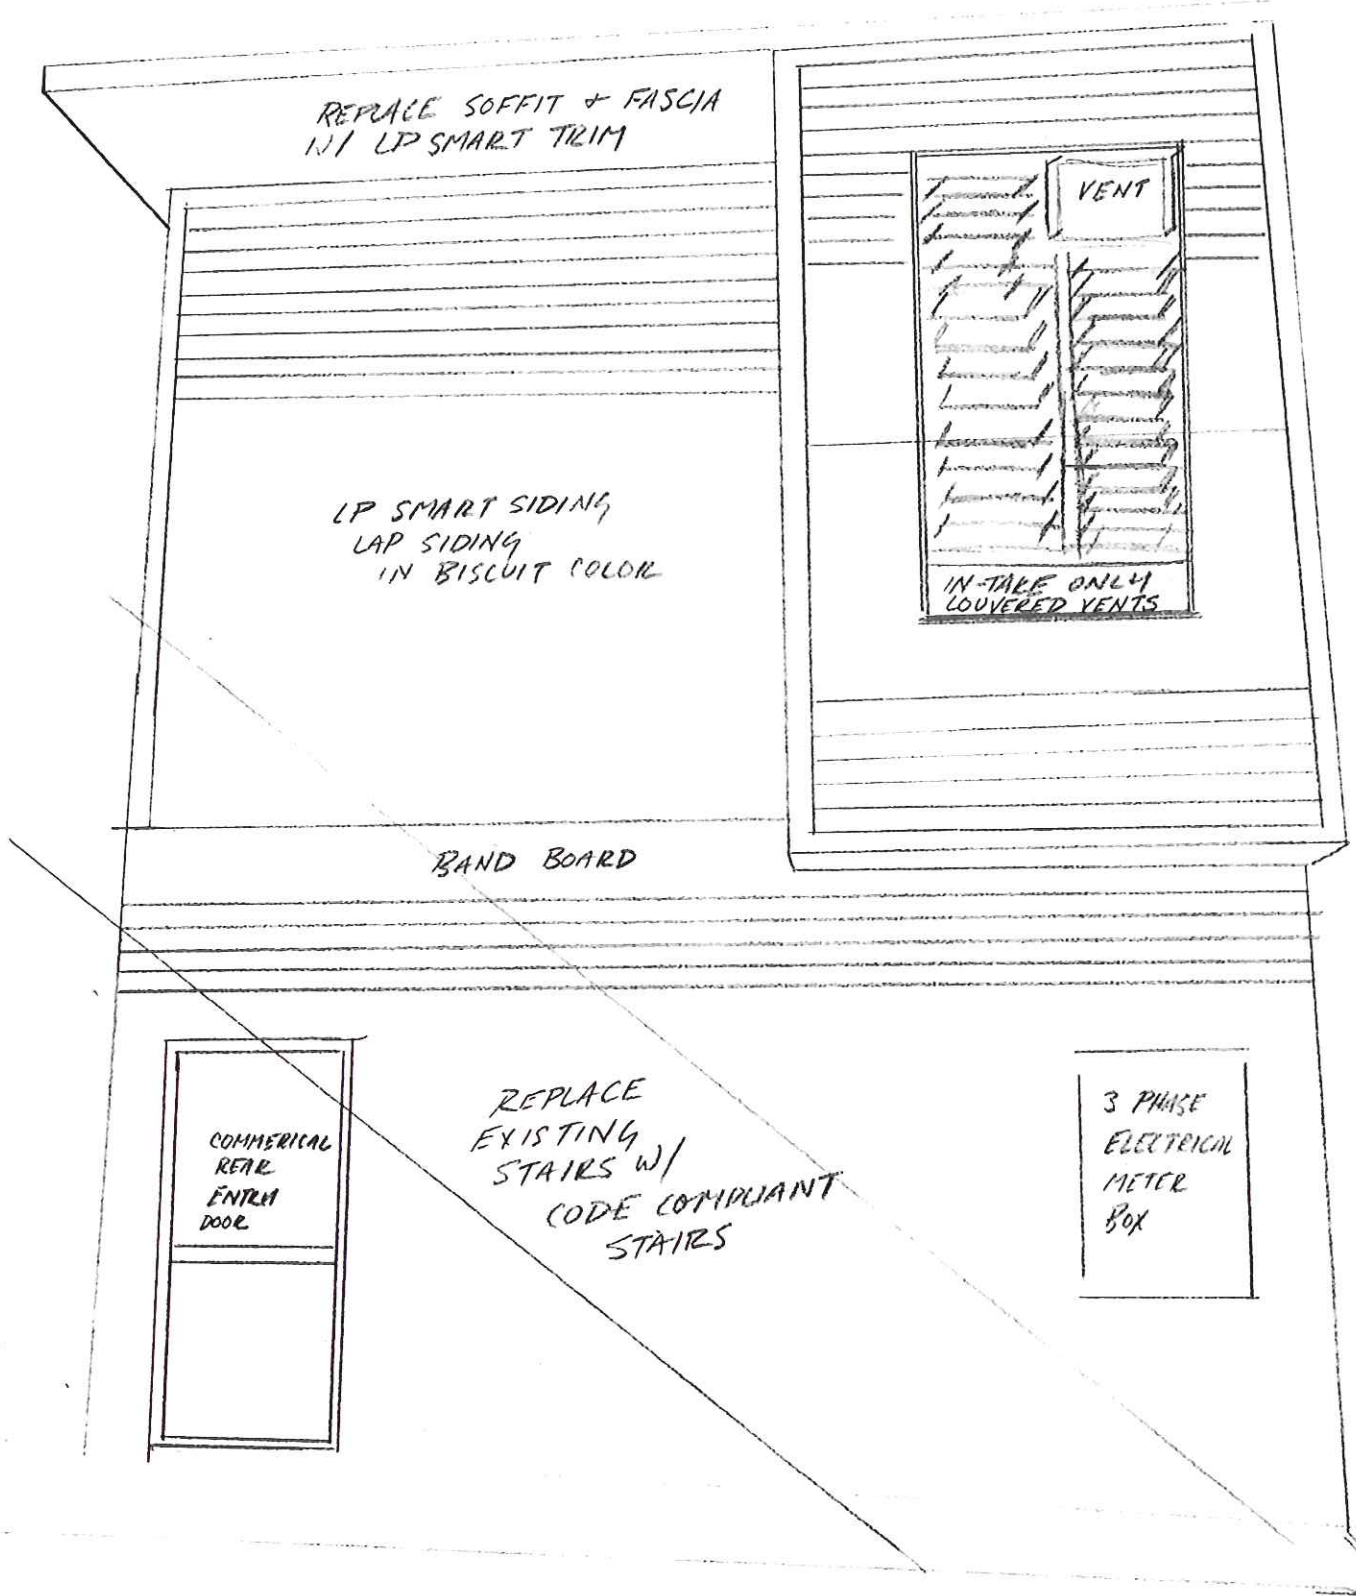 REPLACE SOFFIT & FASCIA
W/ LP SMART TRIM
VENT
LP SMART SIDING
LAP SIDING
IN BISCUIT COLOR
IN-TAKE ONLY
LOUVERED VENTS
BAND BOARD
COMMERICAL
REAR
ENTRY
DOOR
REPLACE
EXISTING
STAIRS W/
CODE COMPLIANT
STAIRS
3 PHASE
ELECTRICAL
METER
BOX